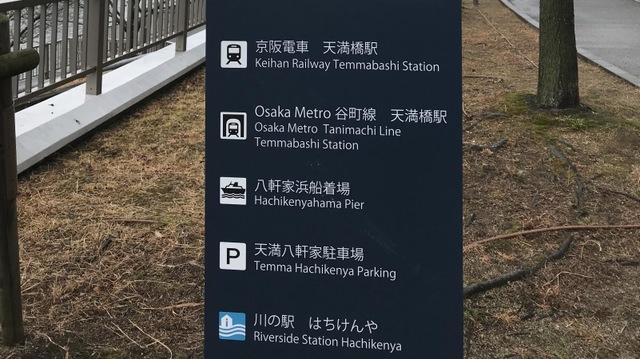 京阪電車　天満橋駅
Keihan Railway Temmabashi Station
Osaka Metro 谷町線　天満橋駅
Osaka Metro Tanimachi Line
Temmabashi Station
八軒家浜船着場
Hachikenyahama Pier
P
天満八軒家駐車場
Temma Hachikenya Parking
川の駅　はちけんや
Riverside Station Hachikenya